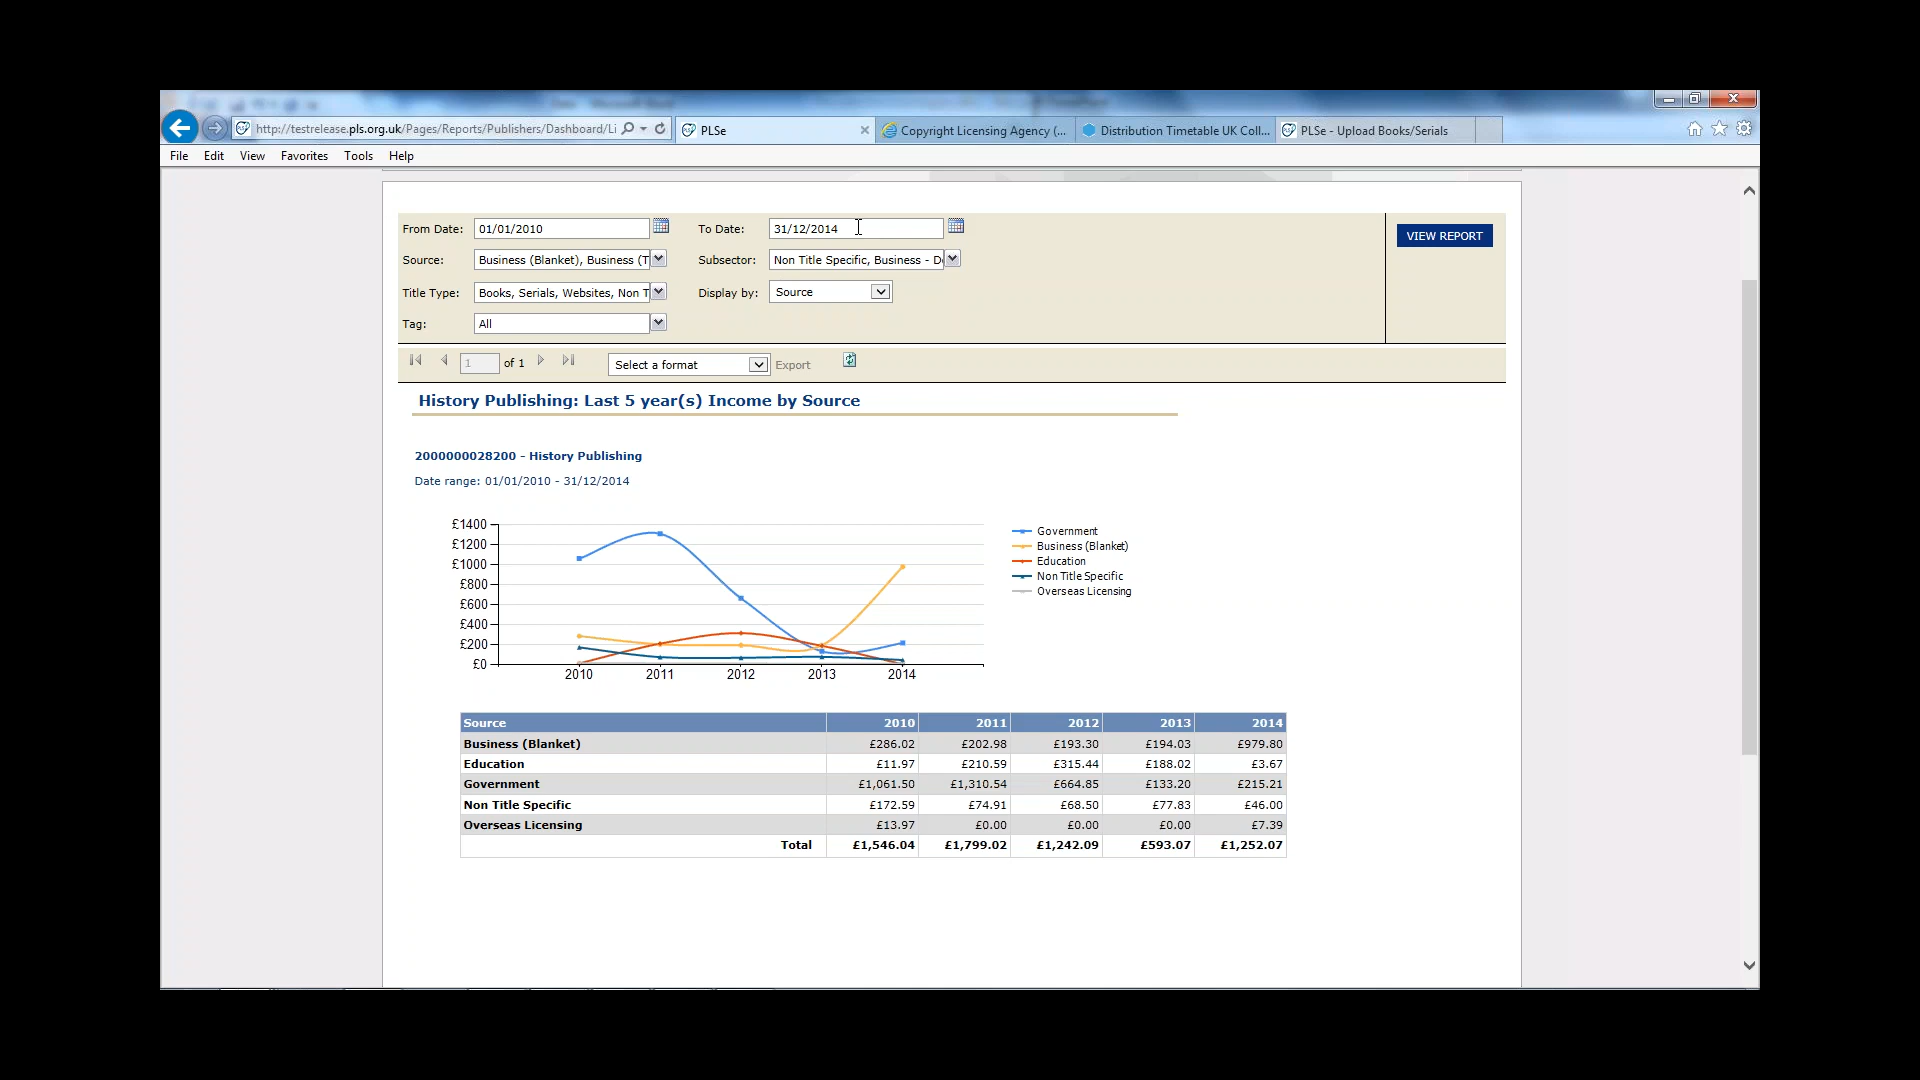 http://testrelease.pls.org.uk/Pages/Reports/Publishers/Dashboard/Li
PLSe
Copyright Licensing Agency (...
Distribution Timetable UK Coll...
PLSe - Upload Books/Serials
File Edit View Favorites Tools Help
From Date: 01/01/2010 To Date: 31/12/2014
VIEW REPORT
Source: Business (Blanket), Business (T Subsector: Non Title Specific, Business - D
Title Type: Books, Serials, Websites, Non T Display by: Source
Tag: All
1 of 1 Select a format Export
History Publishing: Last 5 year(s) Income by Source
2000000028200 - History Publishing
Date range: 01/01/2010 - 31/12/2014
£1400
£1200
£1000
£800
£600
£400
£200
£0
2010 2011 2012 2013 2014
Government
Business (Blanket)
Education
Non Title Specific
Overseas Licensing
Source 2010 2011 2012 2013 2014
Business (Blanket) £286.02 £202.98 £193.30 £194.03 £979.80
Education £11.97 £210.59 £315.44 £188.02 £3.67
Government £1,061.50 £1,310.54 £664.85 £133.20 £215.21
Non Title Specific £172.59 £74.91 £68.50 £77.83 £46.00
Overseas Licensing £13.97 £0.00 £0.00 £0.00 £7.39
Total £1,546.04 £1,799.02 £1,242.09 £593.07 £1,252.07